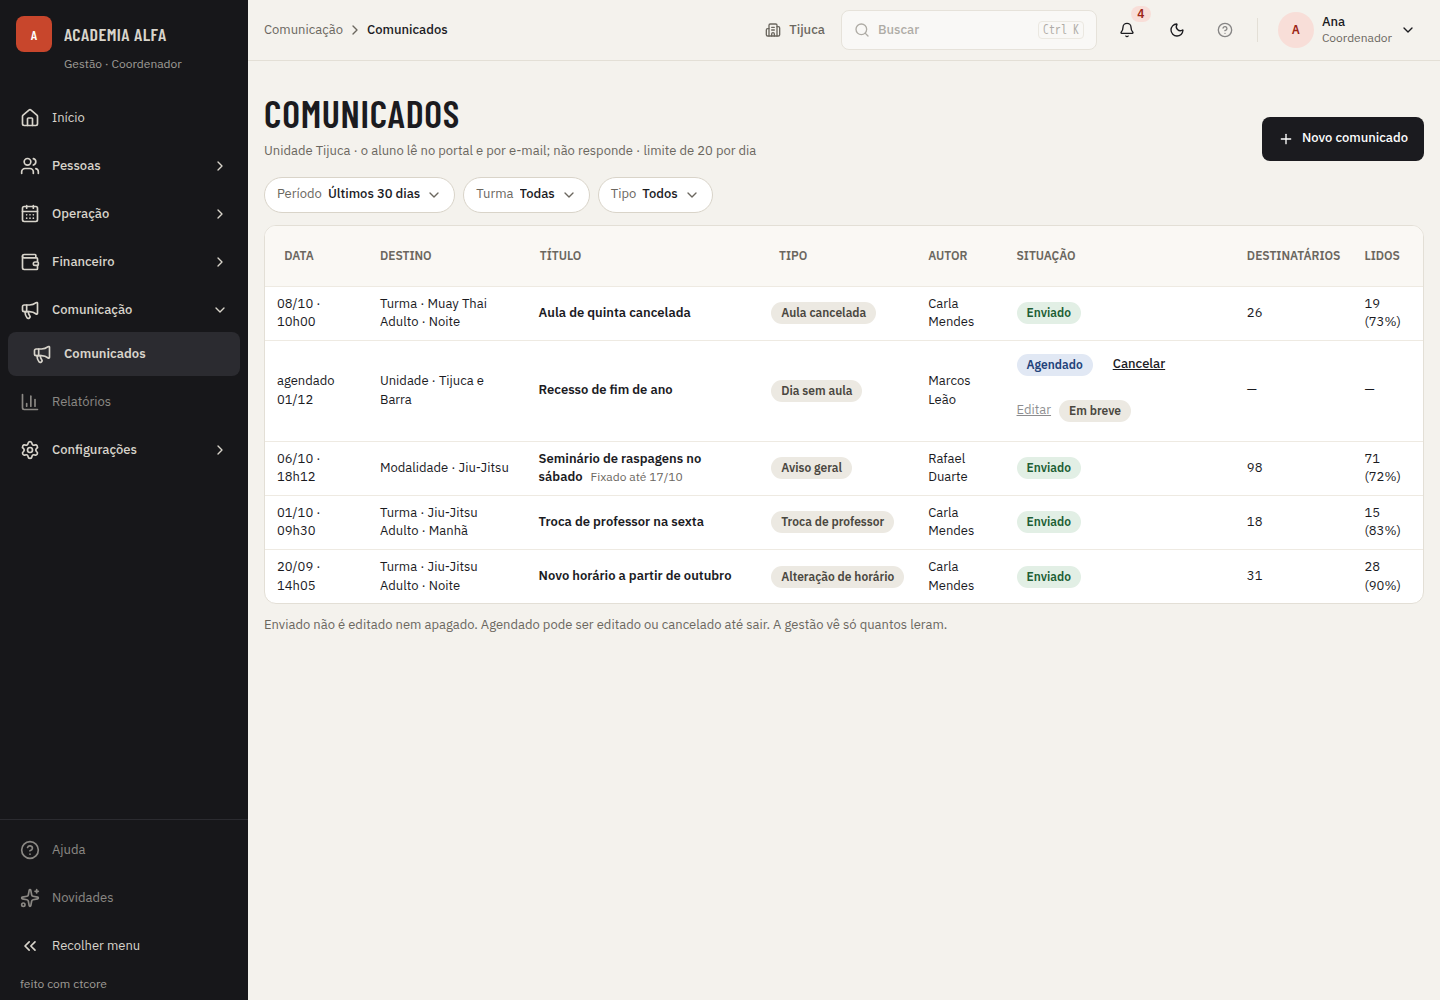 A
ACADEMIA ALFA
Gestão · Coordenador
Início
Pessoas
Operação
Financeiro
Comunicação
Comunicados
Relatórios
Configurações
Ajuda
Novidades
Recolher menu
feito com ctcore
Comunicação > Comunicados
Tijuca
Buscar
Ctrl K
4
A
Ana
Coordenador
COMUNICADOS
Unidade Tijuca · o aluno lê no portal e por e-mail; não responde · limite de 20 por dia
+ Novo comunicado
Período Últimos 30 dias
Turma Todas
Tipo Todos
DATA DESTINO TÍTULO TIPO AUTOR SITUAÇÃO DESTINATÁRIOS LIDOS
08/10 ·
10h00
Turma · Muay Thai
Adulto · Noite
Aula de quinta cancelada
Aula cancelada
Carla
Mendes
Enviado
26
19
(73%)
agendado
01/12
Unidade · Tijuca e
Barra
Recesso de fim de ano
Dia sem aula
Marcos
Leão
Agendado
Cancelar
Editar
Em breve
—
—
06/10 ·
18h12
Modalidade · Jiu-Jitsu
Seminário de raspagens no
sábado Fixado até 17/10
Aviso geral
Rafael
Duarte
Enviado
98
71
(72%)
01/10 ·
09h30
Turma · Jiu-Jitsu
Adulto · Manhã
Troca de professor na sexta
Troca de professor
Carla
Mendes
Enviado
18
15
(83%)
20/09 ·
14h05
Turma · Jiu-Jitsu
Adulto · Noite
Novo horário a partir de outubro
Alteração de horário
Carla
Mendes
Enviado
31
28
(90%)
Enviado não é editado nem apagado. Agendado pode ser editado ou cancelado até sair. A gestão vê só quantos leram.